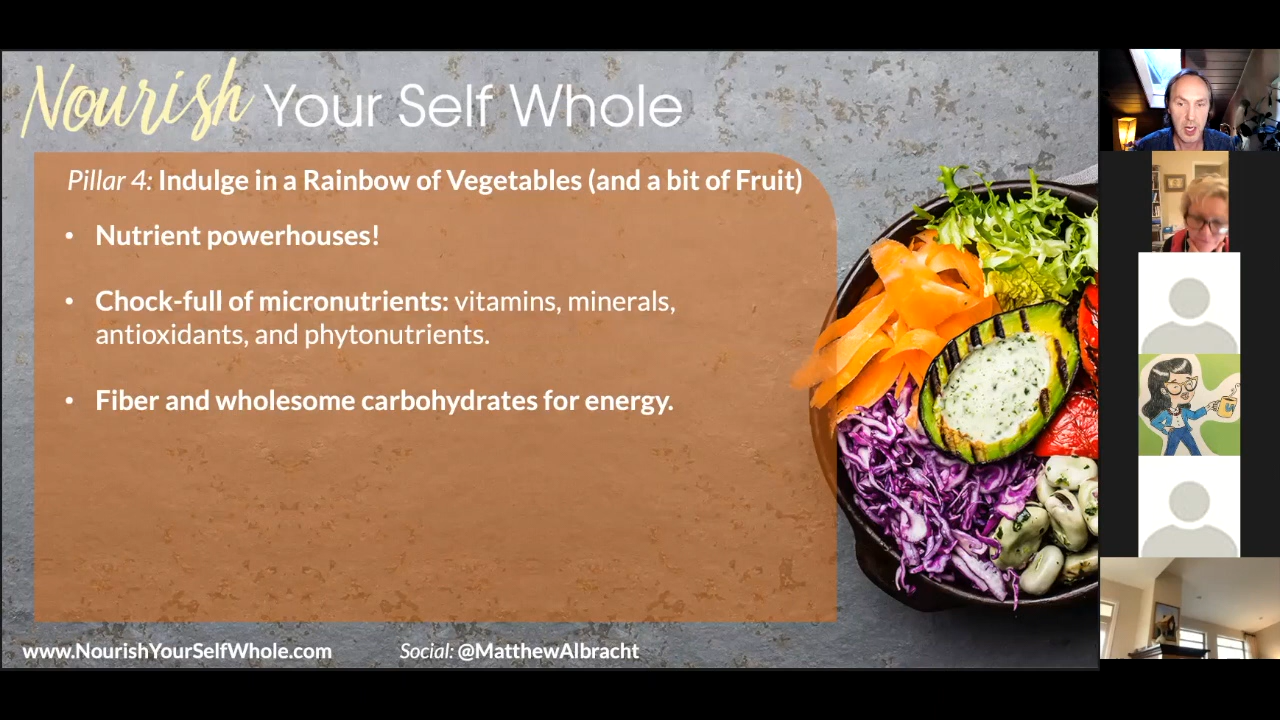 Nourish Your Self Whole
Pillar 4: Indulge in a Rainbow of Vegetables (and a bit of Fruit)
• Nutrient powerhouses!
• Chock-full of micronutrients: vitamins, minerals,
antioxidants, and phytonutrients.
• Fiber and wholesome carbohydrates for energy.
www.NourishYourSelfWhole.com
Social: @MatthewAlbracht